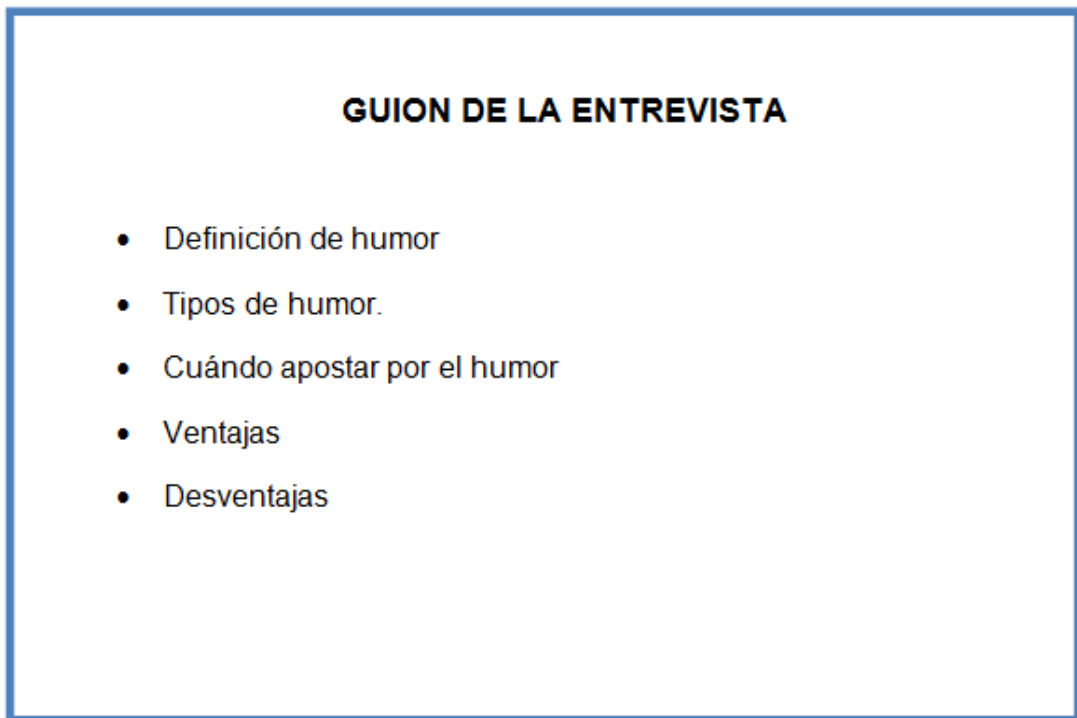 GUION DE LA ENTREVISTA
• Definición de humor
• Tipos de humor.
• Cuándo apostar por el humor
• Ventajas
• Desventajas